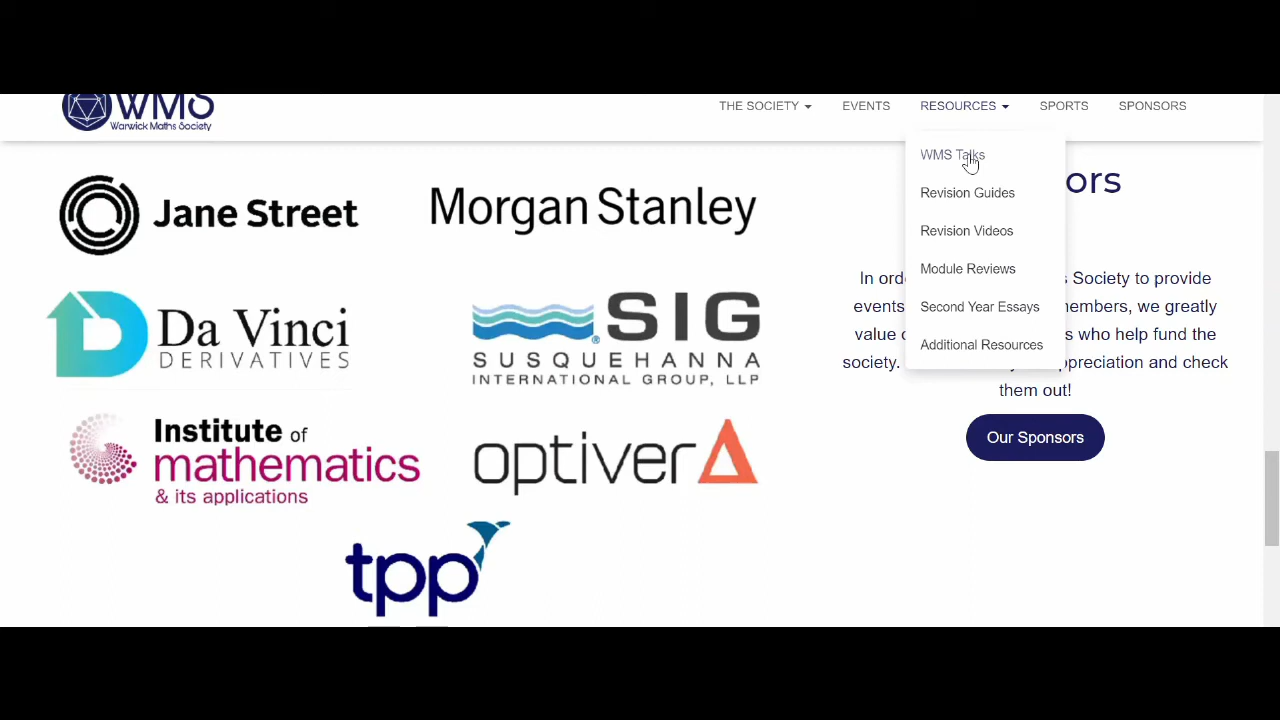 WMS
Warwick Maths Society
THE SOCIETY
EVENTS
RESOURCES
SPORTS
SPONSORS
WMS Talks
Revision Guides
Revision Videos
Module Reviews
Second Year Essays
Additional Resources
Jane Street
Morgan Stanley
Da Vinci
DERIVATIVES
SIG
SUSQUEHANNA
INTERNATIONAL GROUP, LLP
Institute of
mathematics
& its applications
optiver
tpp
ors
In s Society to provide
events embers, we greatly
value s who help fund the
society. ppreciation and check
them out!
Our Sponsors